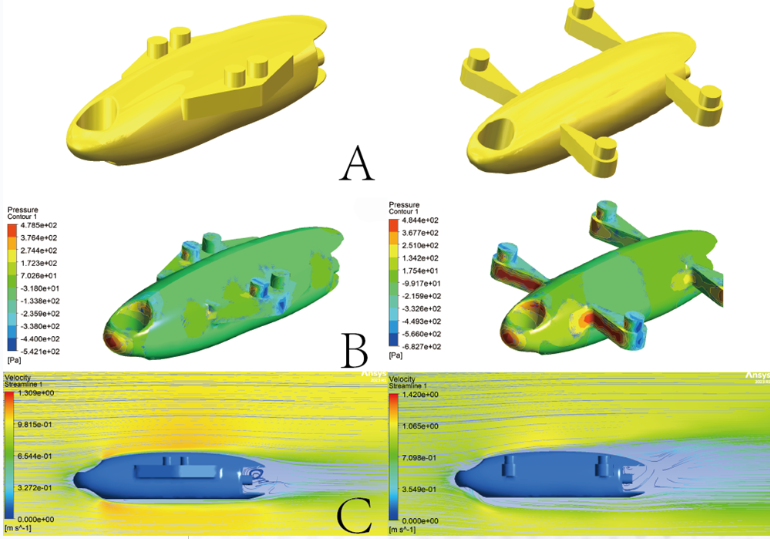 A
Pressure
Contour 1
4.785e+02
3.764e+02
2.744e+02
1.723e+02
7.026e+01
-3.180e+01
-1.338e+02
-2.359e+02
-3.380e+02
-4.400e+02
-5.421e+02
[Pa]
Pressure
Contour 1
4.844e+02
3.677e+02
2.510e+02
1.342e+02
1.754e+01
-9.917e+01
-2.159e+02
-3.326e+02
-4.493e+02
-5.660e+02
-6.827e+02
[Pa]
B
Velocity
Streamline 1
1.309e+00
9.815e-01
6.544e-01
3.272e-01
0.000e+00
[m s^-1]
Ansys
Velocity
Streamline 1
1.420e+00
1.065e+00
7.098e-01
3.549e-01
0.000e+00
[m s^-1]
Ansys
C